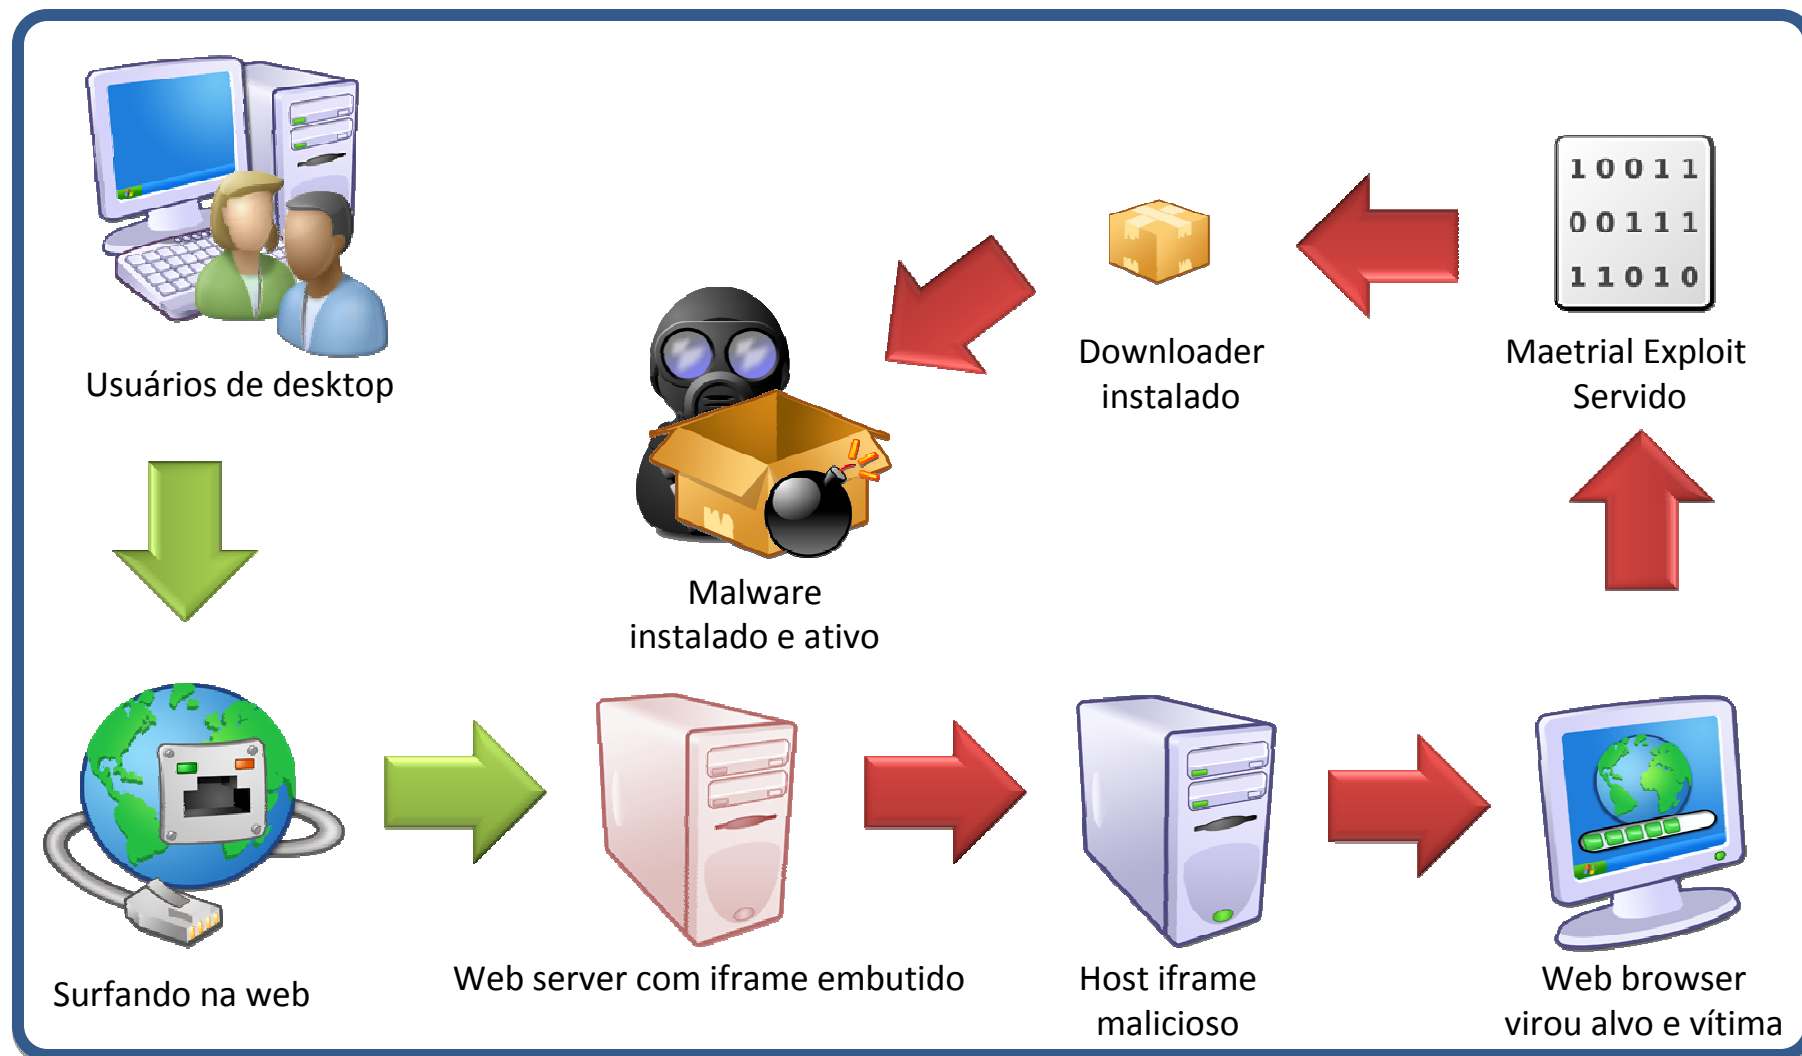 Usuários de desktop
10011
00111
11010
Maetrial Exploit
Servido
Downloader
instalado
Malware
instalado e ativo
Surfando na web
Web server com iframe embutido
Host iframe
malicioso
Web browser
virou alvo e vítima